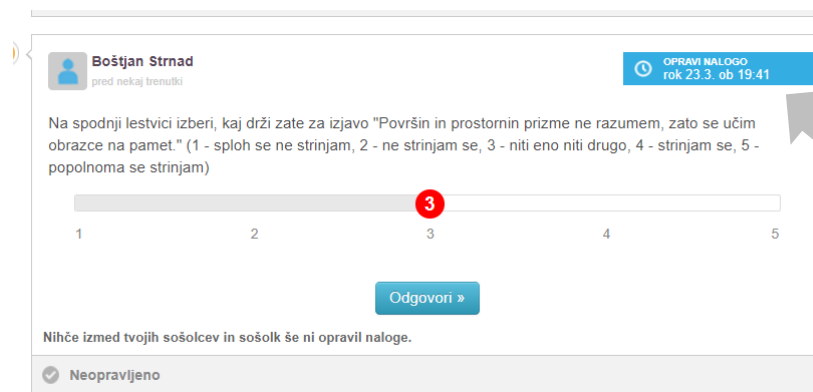 Boštjan Strnad
pred nekaj trenutki
OPRAVI NALOGO
rok 23.3. ob 19:41
Na spodnji lestvici izberi, kaj drži zate za izjavo "Površin in prostornin prizme ne razumem, zato se učim
obrazce na pamet." (1 - sploh se ne strinjam, 2 - ne strinjam se, 3 - niti eno niti drugo, 4 - strinjam se, 5 -
popolnoma se strinjam)
3
1 2 3 4 5
Odgovori »
Nihče izmed tvojih sošolcev in sošolk še ni opravil naloge.
Neopravljeno